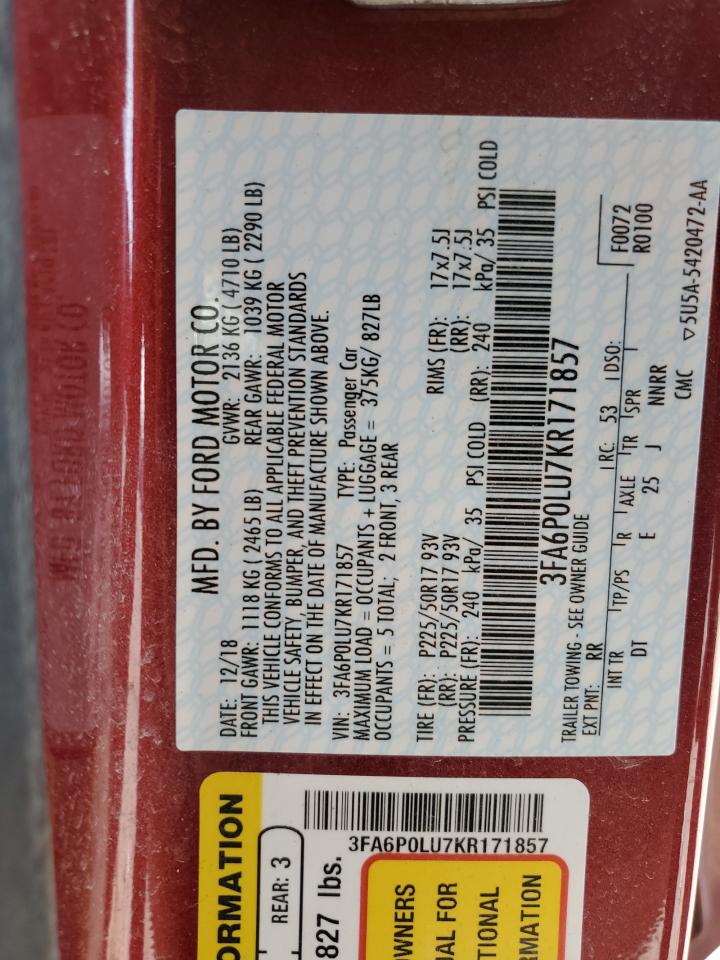 MFD. BY FORD MOTOR CO.
DATE: 12/18 GVWR: 2136 KG ( 4710 LB)
FRONT GAWR: 1118 KG ( 2465 LB) REAR GAWR: 1039 KG ( 2290 LB)
THIS VEHICLE CONFORMS TO ALL APPLICABLE FEDERAL MOTOR
VEHICLE SAFETY, BUMPER, AND THEFT PREVENTION STANDARDS
IN EFFECT ON THE DATE OF MANUFACTURE SHOWN ABOVE.
VIN: 3FA6P0LU7KR171857 TYPE: Passenger Car
MAXIMUM LOAD = OCCUPANTS + LUGGAGE = 375KG/ 827LB
OCCUPANTS = 5 TOTAL; 2 FRONT, 3 REAR
TIRE (FR): P225/50R17 93V RIMS (FR): 17x7.5J
(RR): P225/50R17 93V (RR): 17x7.5J
PRESSURE (FR): 240 kPa/ 35 PSI COLD (RR): 240 kPa/ 35 PSI COLD
3FA6P0LU7KR171857
TRAILER TOWING - SEE OWNER GUIDE
EXT PNT: RR RC: 53 DSO: F0072
R0100
INT TR TP/PS R AXLE TR SPR
DT E 25 J NNRR
CMC ▽5U5A-5420472-AA
ORMATION
REAR: 3
827 lbs.
3FA6P0LU7KR171857
WNERS
UAL FOR
TIONAL
RMATION